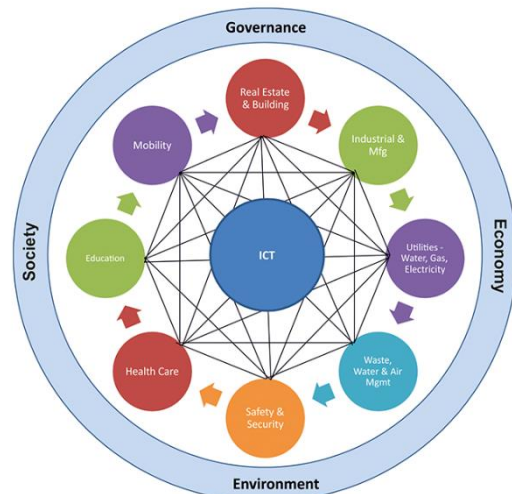 Governance
Real Estate
& Building
Mobility
Industrial &
Mfg
Society
Education
ICT
Utilities -
Water, Gas,
Electricity
Economy
Health Care
Waste,
Water & Air
Mgmt
Safety &
Security
Environment